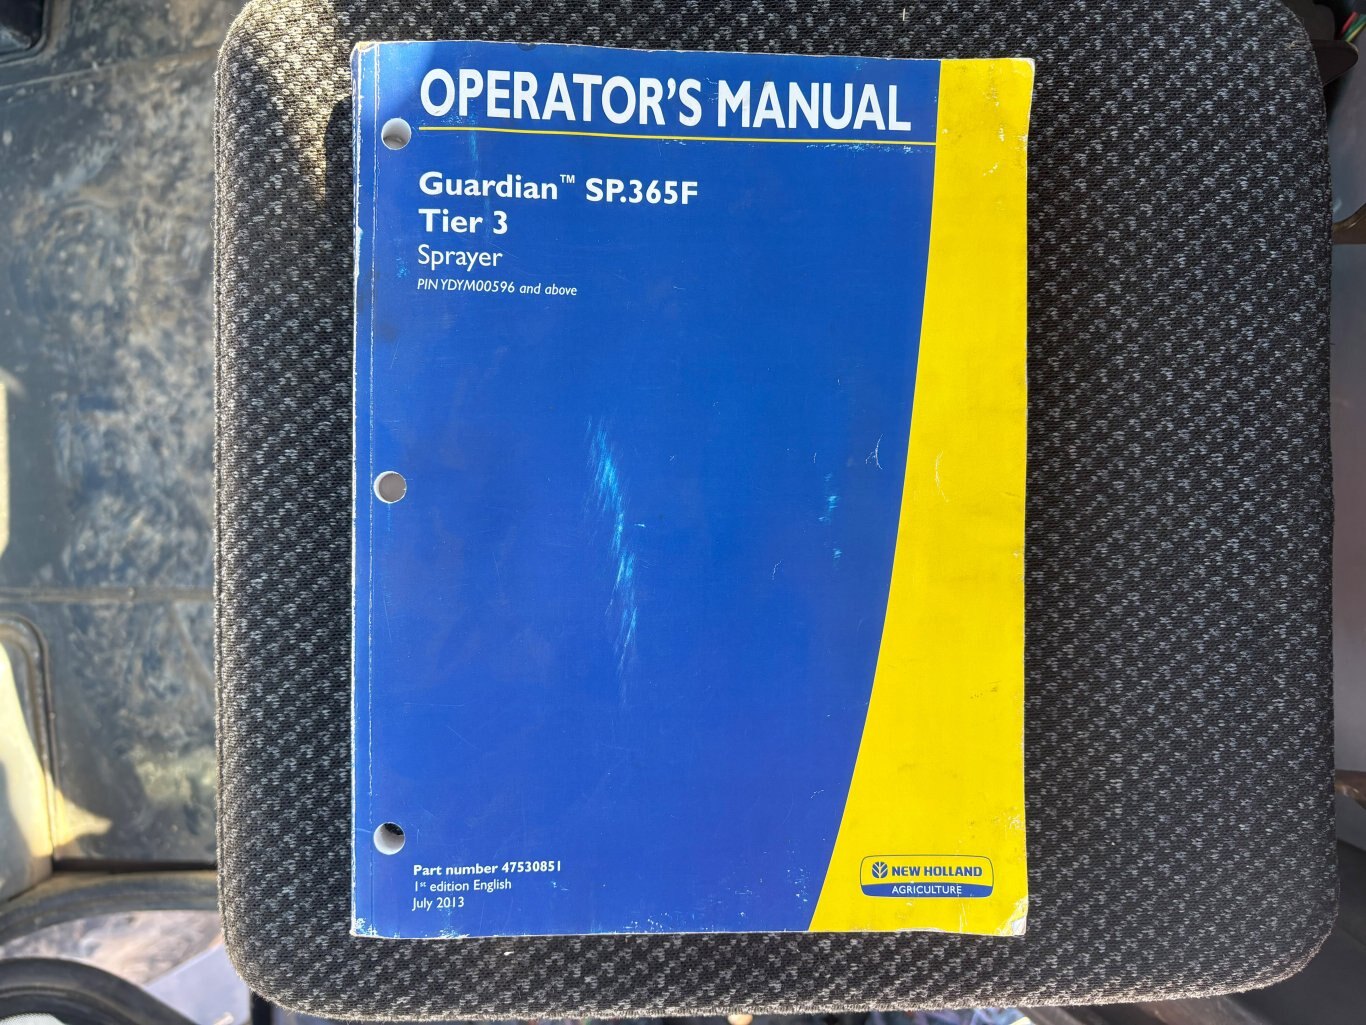 OPERATOR'S MANUAL
Guardian™ SP.365F
Tier 3
Sprayer
PIN YDYM00596 and above
Part number 47530851
1st edition English
July 2013
NEW HOLLAND
AGRICULTURE